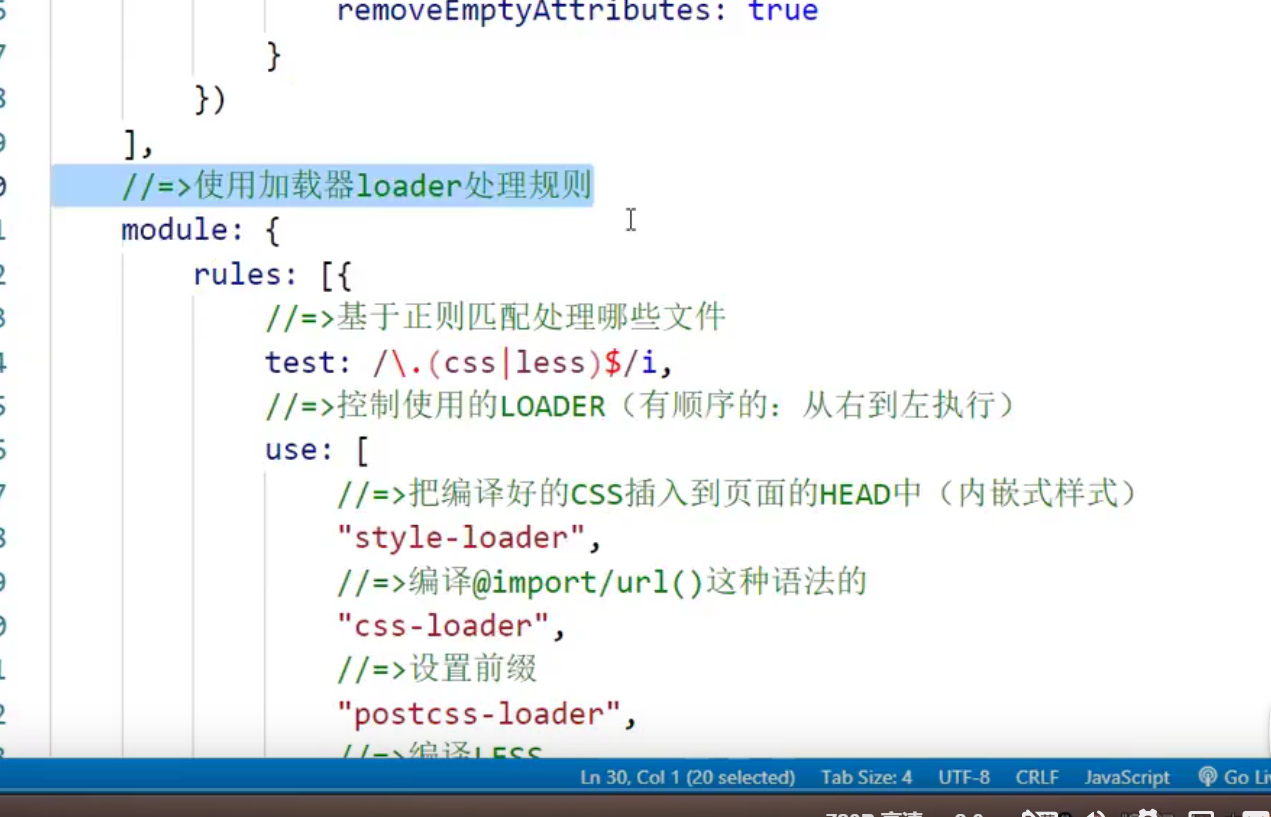 removeEmptyAttributes: true
}
})
],
//=>使用加载器loader处理规则
module: {
rules: [{
//=>基于正则匹配处理哪些文件
test: /\.(css|less)$/i,
//=>控制使用的LOADER（有顺序的：从右到左执行）
use: [
//=>把编译好的CSS插入到页面的HEAD中（内嵌式样式）
"style-loader",
//=>编译@import/url()这种语法的
"css-loader",
//=>设置前缀
"postcss-loader",
//=>编译LESS
Ln 30, Col 1 (20 selected) Tab Size: 4 UTF-8 CRLF JavaScript Go Li